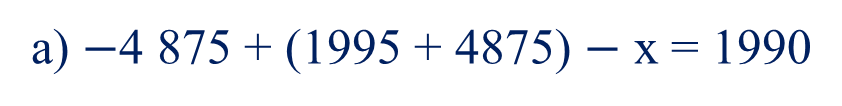 a) −4 875 + (1995 + 4875) − x = 1990